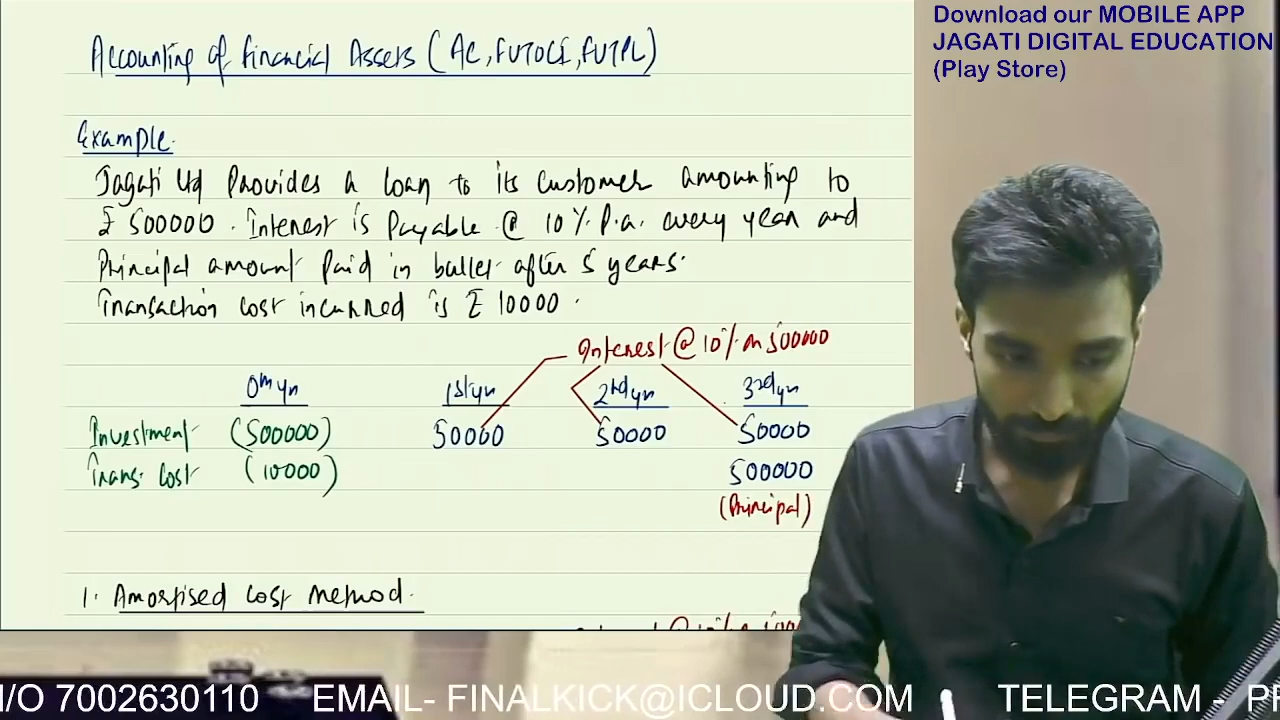 Download our MOBILE APP
JAGATI DIGITAL EDUCATION
(Play Store)
Accounting of financial Assets (AC, FVTOCI, FVTPL)
Example.
Jagati Ltd Provides a loan to its customer amounting to
₹ 500000. Interest is Payable @ 10% P.a. every year and
Principal amount Paid in bullet after 5 years.
Transaction cost incurred is ₹ 10000.
Interest @ 10% on 500000
0th yr 1st yr 2nd yr 3rd yr
Investment (500000) 50000 50000 50000
Trans. Cost (10000) 500000
(Principal)
1. Amortised Cost Method.
I/O 7002630110 EMAIL- FINALKICK@ICLOUD.COM TELEGRAM -